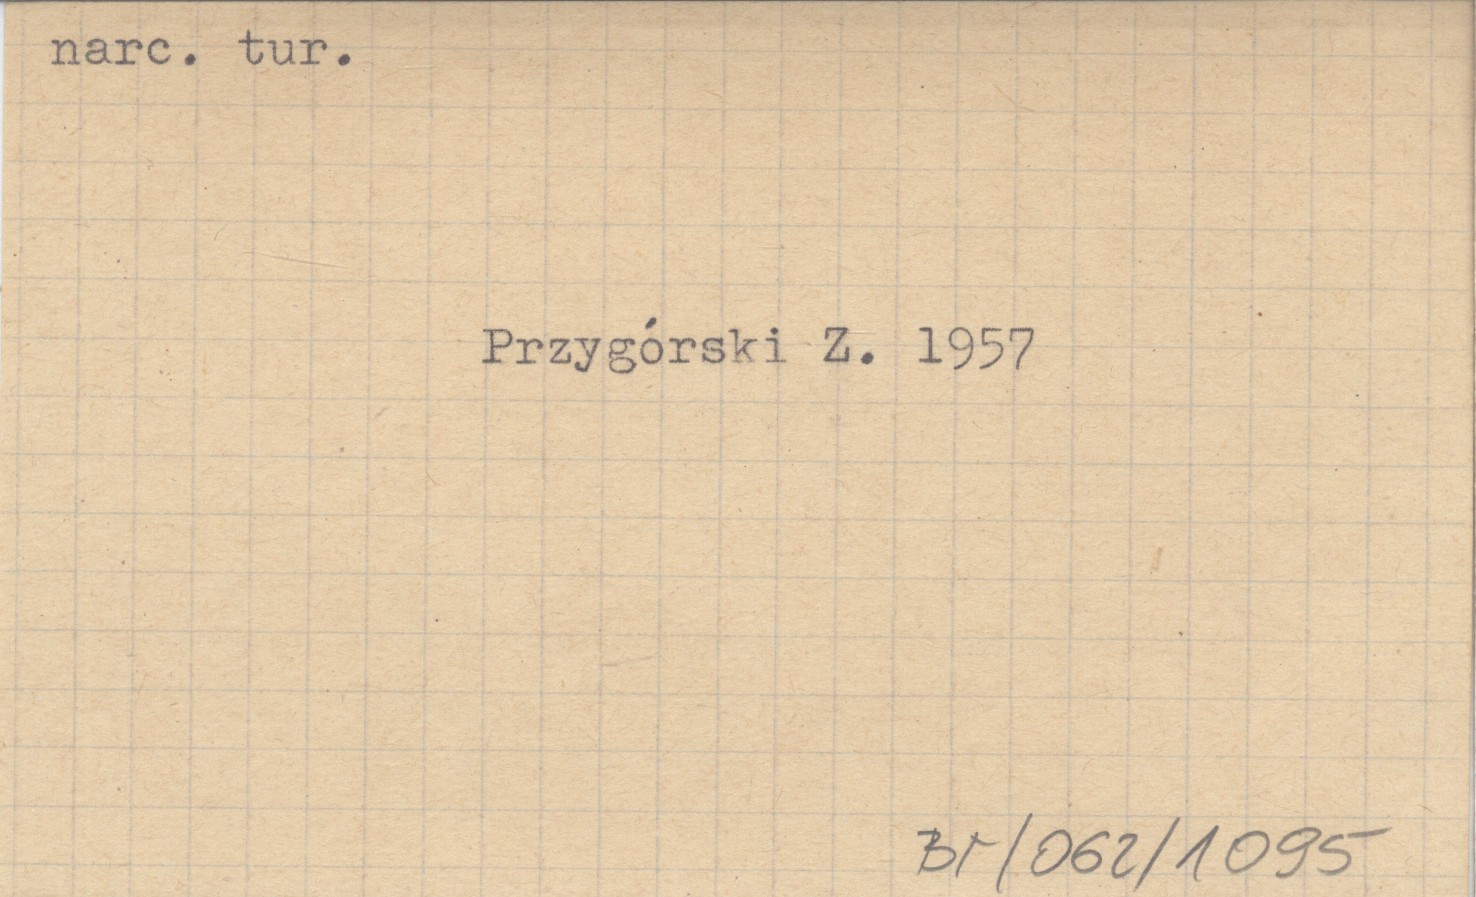 narc. tur.
Przygórski Z. 1957
Br/062/1095